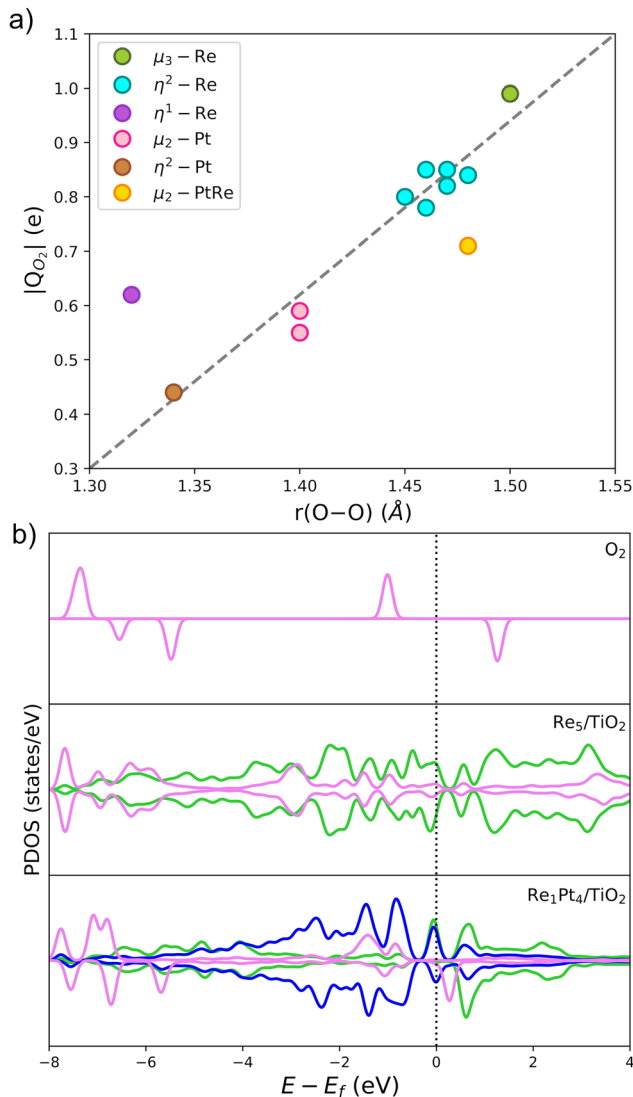 a)
1.1
1.0
0.9
0.8
0.7
0.6
0.5
0.4
0.3
|Q_{O_2}| (e)
μ₃ − Re
η² − Re
η¹ − Re
μ₂ − Pt
η² − Pt
μ₂ − PtRe
1.30 1.35 1.40 1.45 1.50 1.55
r(O−O) (Å)
b)
O₂
Re₅/TiO₂
Re₁Pt₄/TiO₂
PDOS (states/eV)
−8 −6 −4 −2 0 2 4
E − E_f (eV)